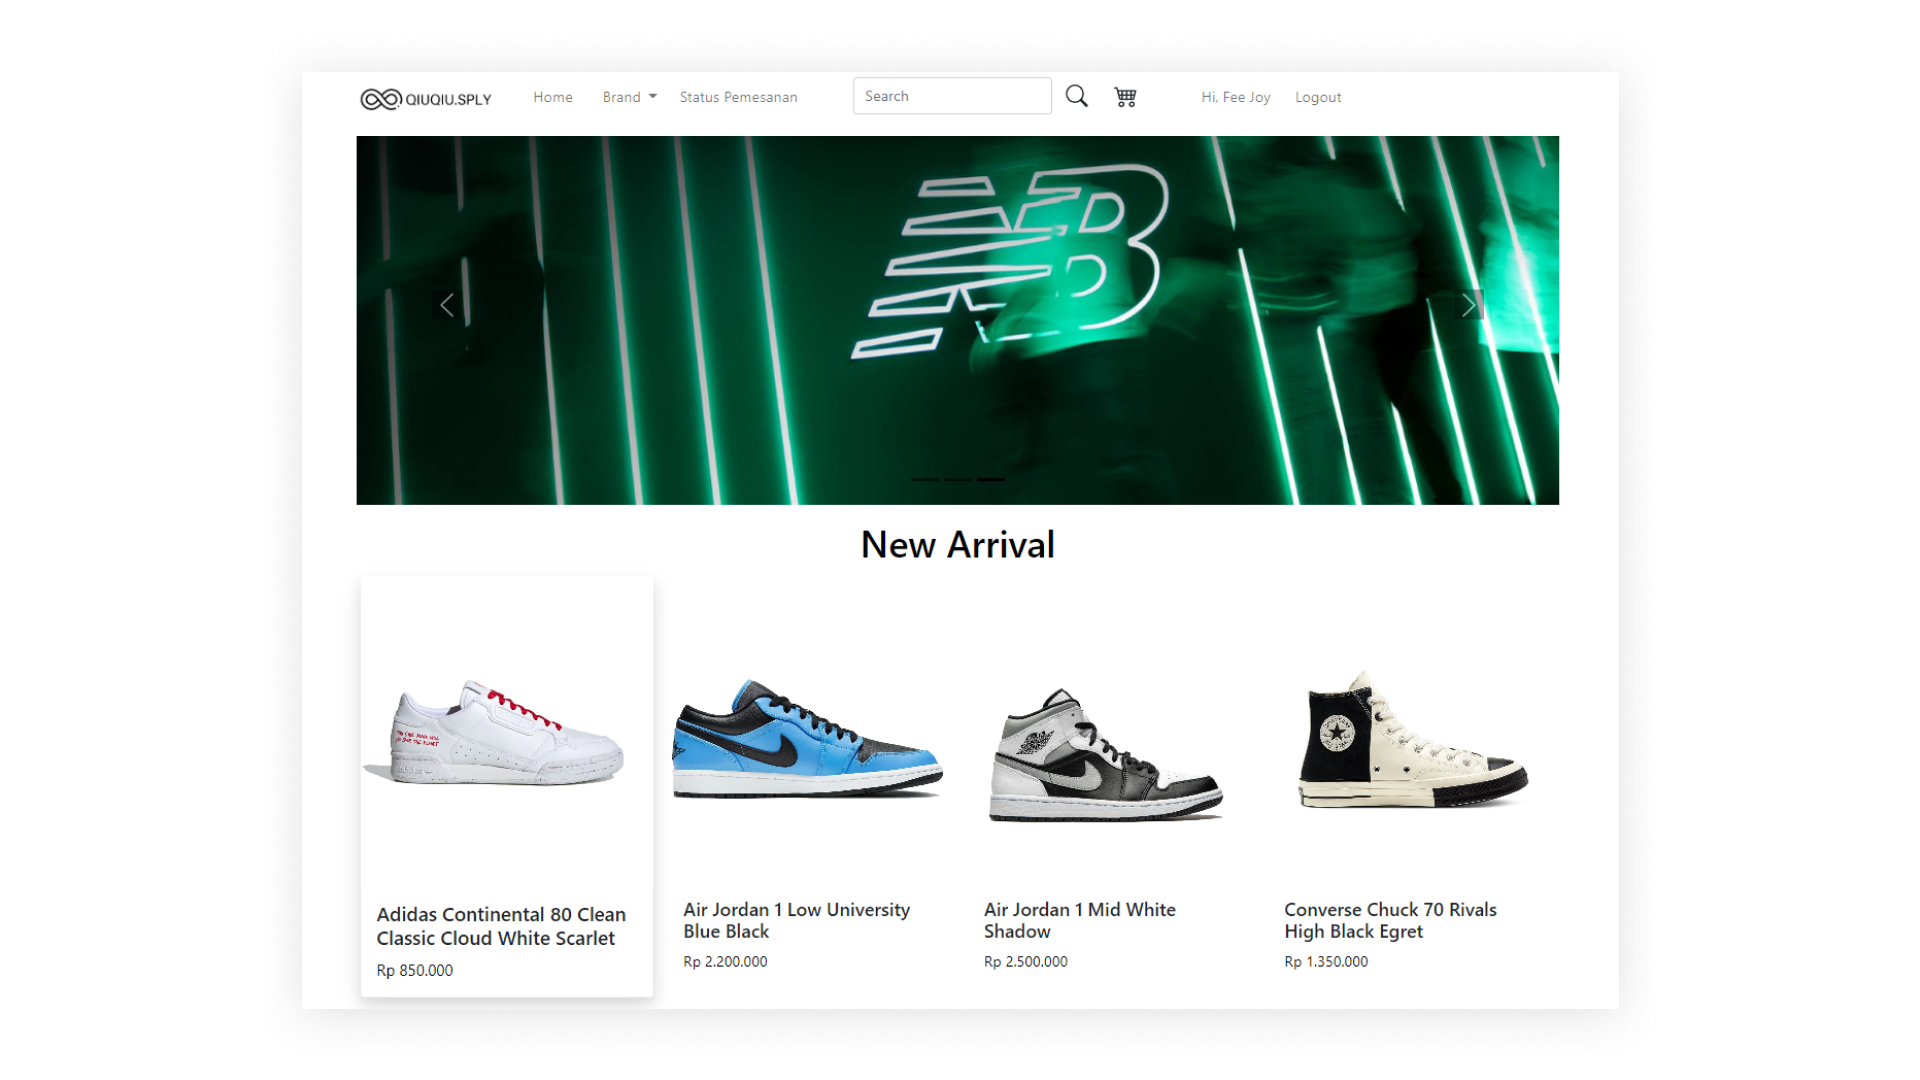 QIUQIU.SPLY
Home
Brand
Status Pemesanan
Search
Hi, Fee Joy
Logout
NB
New Arrival
Adidas Continental 80 Clean
Classic Cloud White Scarlet
Rp 850.000
Air Jordan 1 Low University
Blue Black
Rp 2.200.000
Air Jordan 1 Mid White
Shadow
Rp 2.500.000
Converse Chuck 70 Rivals
High Black Egret
Rp 1.350.000